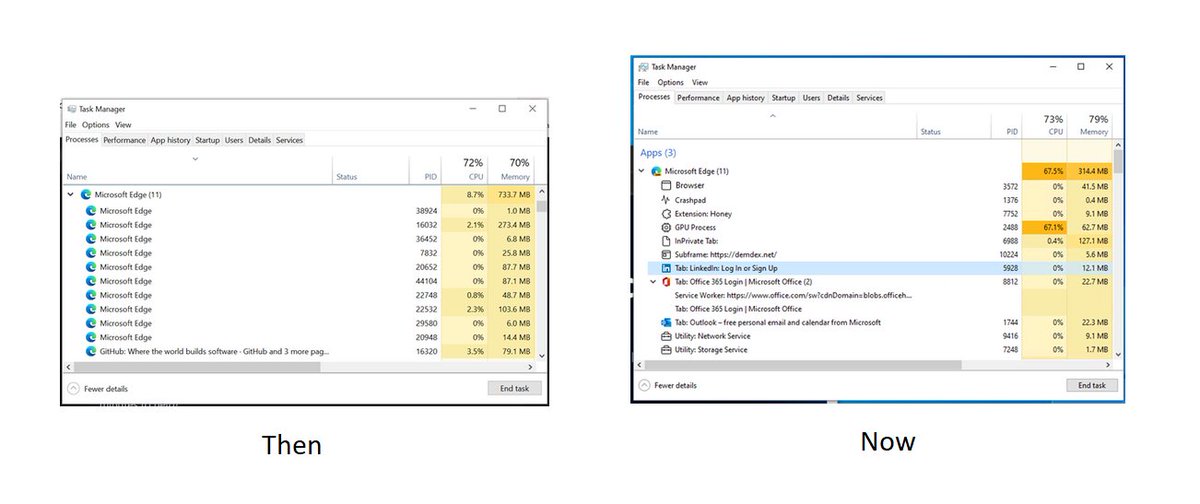 Task Manager
File Options View
Processes Performance App history Startup Users Details Services
72% 70%
Name Status PID CPU Memory
Microsoft Edge (11) 8.7% 733.7 MB
Microsoft Edge 38924 0% 1.0 MB
Microsoft Edge 16032 2.1% 273.4 MB
Microsoft Edge 36452 0% 6.8 MB
Microsoft Edge 7832 0% 25.8 MB
Microsoft Edge 20652 0% 87.7 MB
Microsoft Edge 44104 0% 87.1 MB
Microsoft Edge 22748 0.8% 48.7 MB
Microsoft Edge 22532 2.3% 103.6 MB
Microsoft Edge 29580 0% 6.0 MB
Microsoft Edge 20948 0% 14.4 MB
GitHub: Where the world builds software · GitHub and 3 more pag... 16320 3.5% 79.1 MB
Fewer details End task
Then
Task Manager
File Options View
Processes Performance App history Startup Users Details Services
73% 79%
Name Status PID CPU Memory
Apps (3)
Microsoft Edge (11) 67.5% 314.4 MB
Browser 3572 0% 41.5 MB
Crashpad 1376 0% 0.4 MB
Extension: Honey 7752 0% 9.1 MB
GPU Process 2488 67.1% 62.7 MB
InPrivate Tab: 6988 0.4% 127.1 MB
Subframe: https://demdex.net/ 10224 0% 5.6 MB
Tab: LinkedIn: Log In or Sign Up 5928 0% 12.1 MB
Tab: Office 365 Login | Microsoft Office (2) 8812 0% 22.7 MB
Service Worker: https://www.office.com/sw?cdnDomain=blobs.officeh...
Tab: Office 365 Login | Microsoft Office
Tab: Outlook – free personal email and calendar from Microsoft 1744 0% 22.3 MB
Utility: Network Service 9416 0% 9.1 MB
Utility: Storage Service 7248 0% 1.7 MB
Fewer details End task
Now